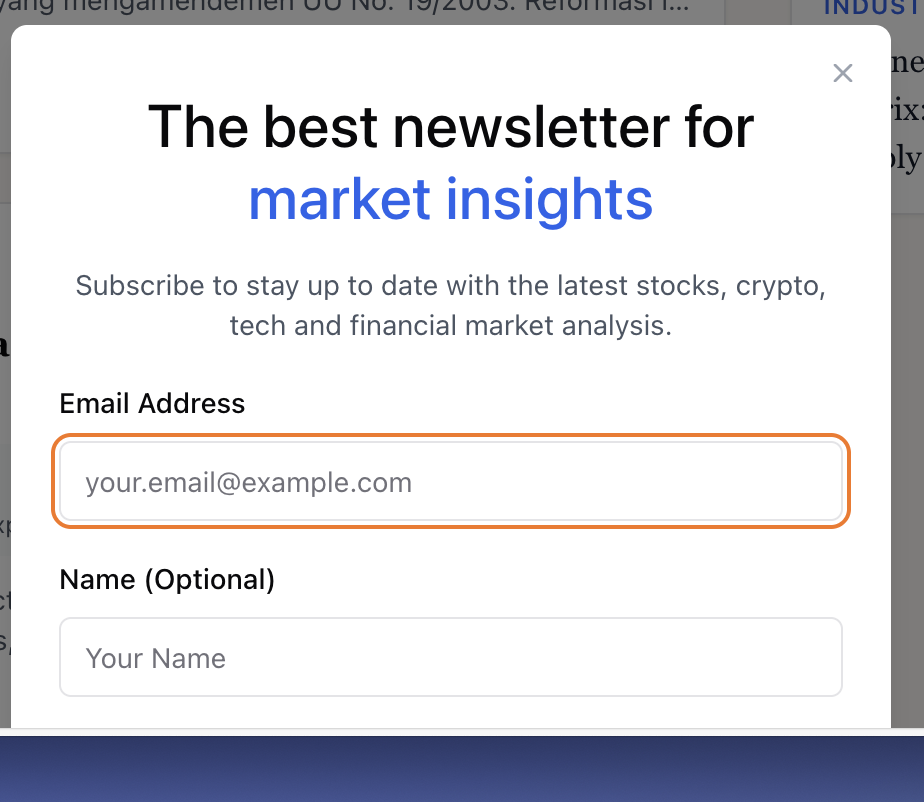 yang mengamendemen UU No. 19/2003. Reformasi i...
INDUST
The best newsletter for
market insights
Subscribe to stay up to date with the latest stocks, crypto,
tech and financial market analysis.
Email Address
your.email@example.com
Name (Optional)
Your Name